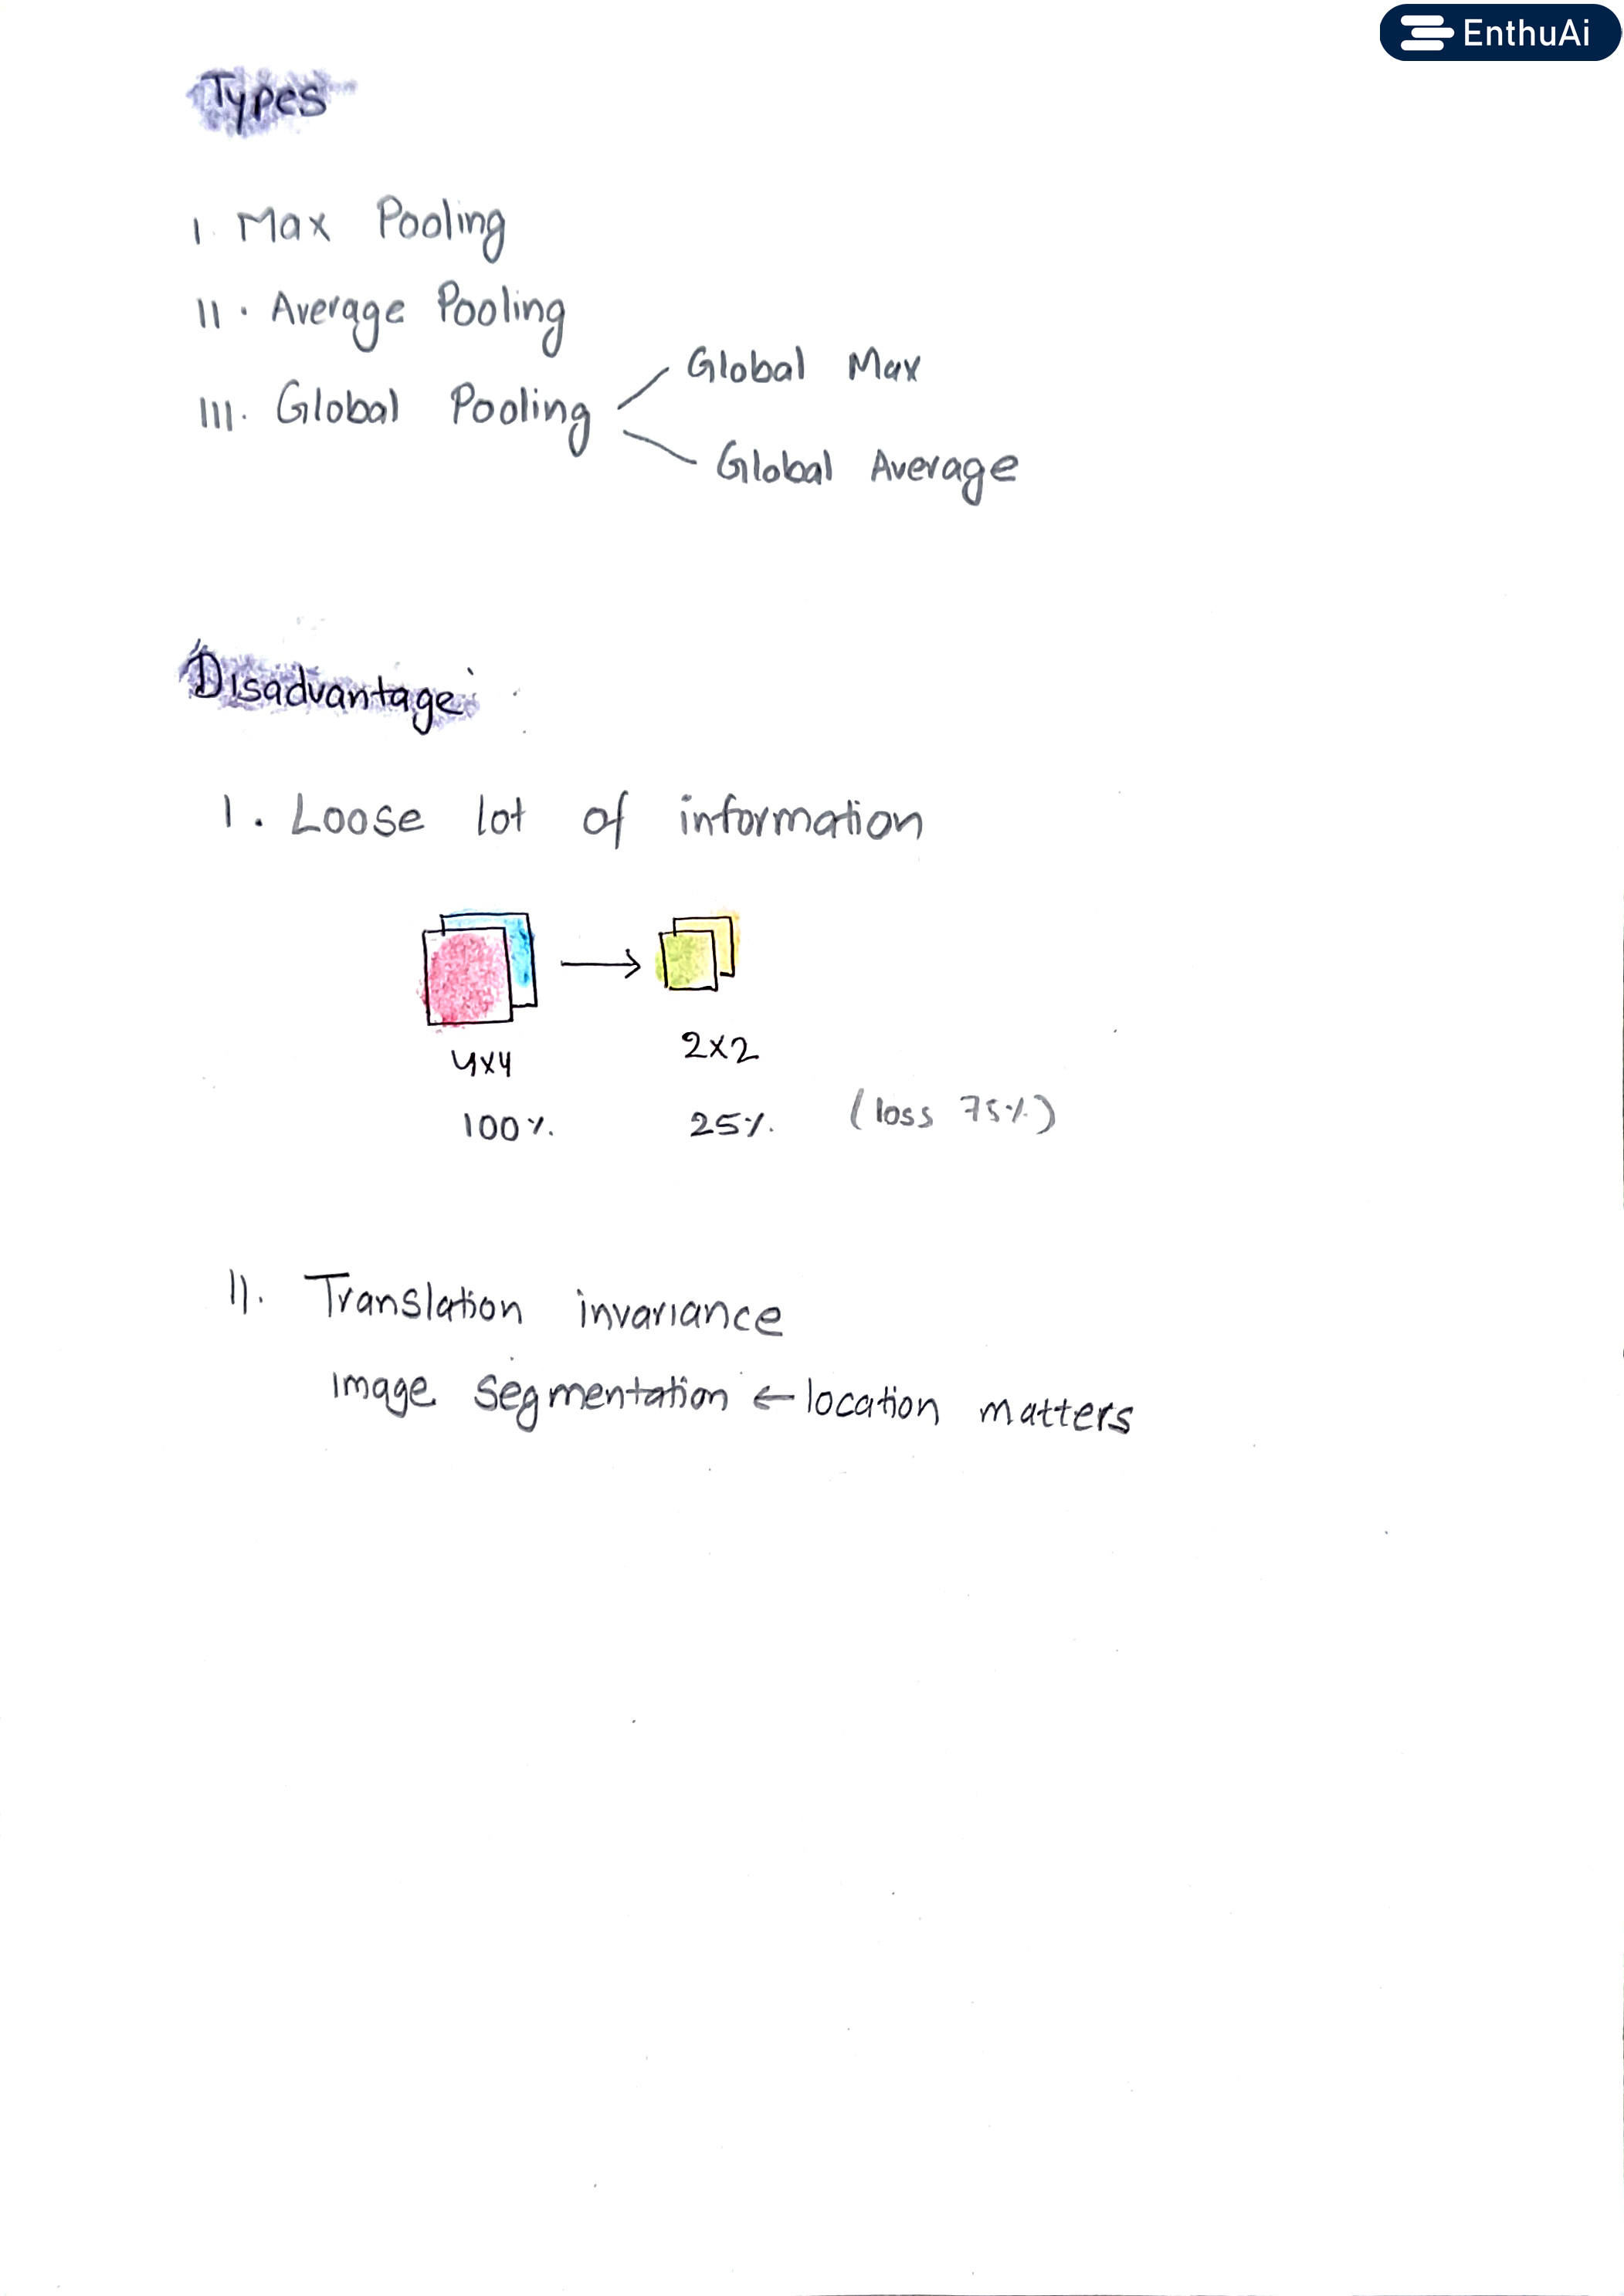 EnthuAi
Types
I. Max Pooling
II. Average Pooling
Global Max
III. Global Pooling
Global Average
Disadvantage
I. Loose lot of information
4x4
2x2
100%
25%
(loss 75%)
II. Translation invariance
Image segmentation ← location matters